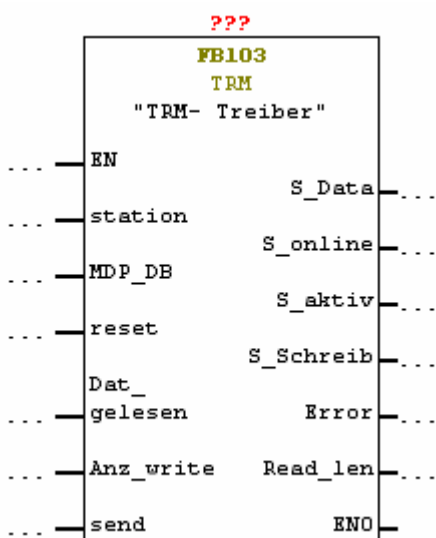 ???
FB103
TRM
"TRM- Treiber"
... EN
S_Data ...
... station
S_online ...
... MDP_DB
S_aktiv ...
... reset
S_Schreib ...
Dat_
... gelesen Error ...
... Anz_write Read_len ...
... send ENO